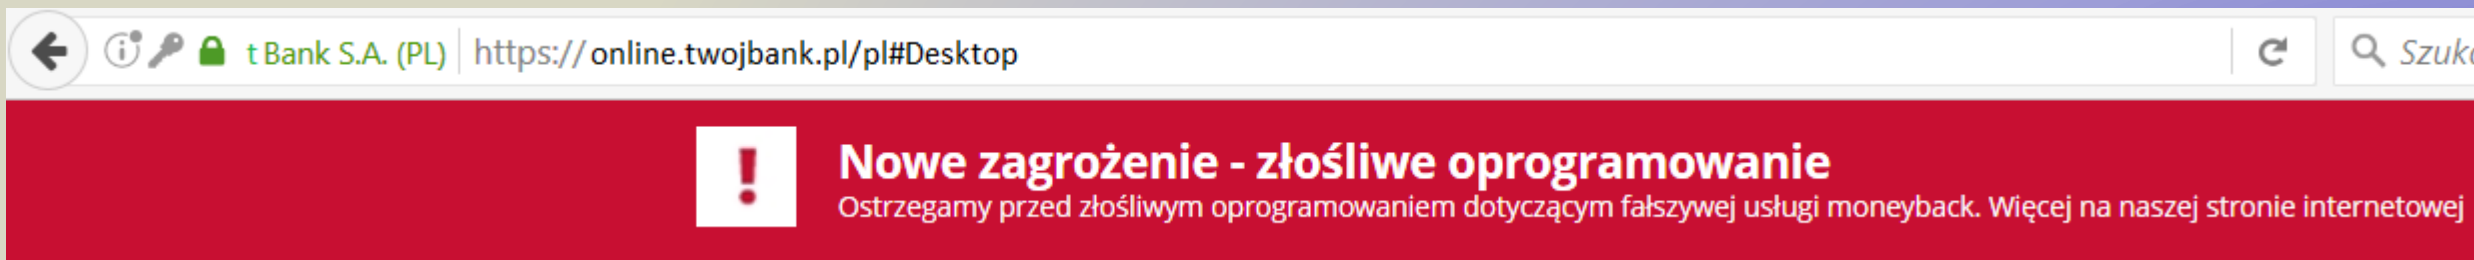 t Bank S.A. (PL) https://online.twojbank.pl/pl#Desktop Szuk
!
Nowe zagrożenie - złośliwe oprogramowanie
Ostrzegamy przed złośliwym oprogramowaniem dotyczącym fałszywej usługi moneyback. Więcej na naszej stronie internetowej